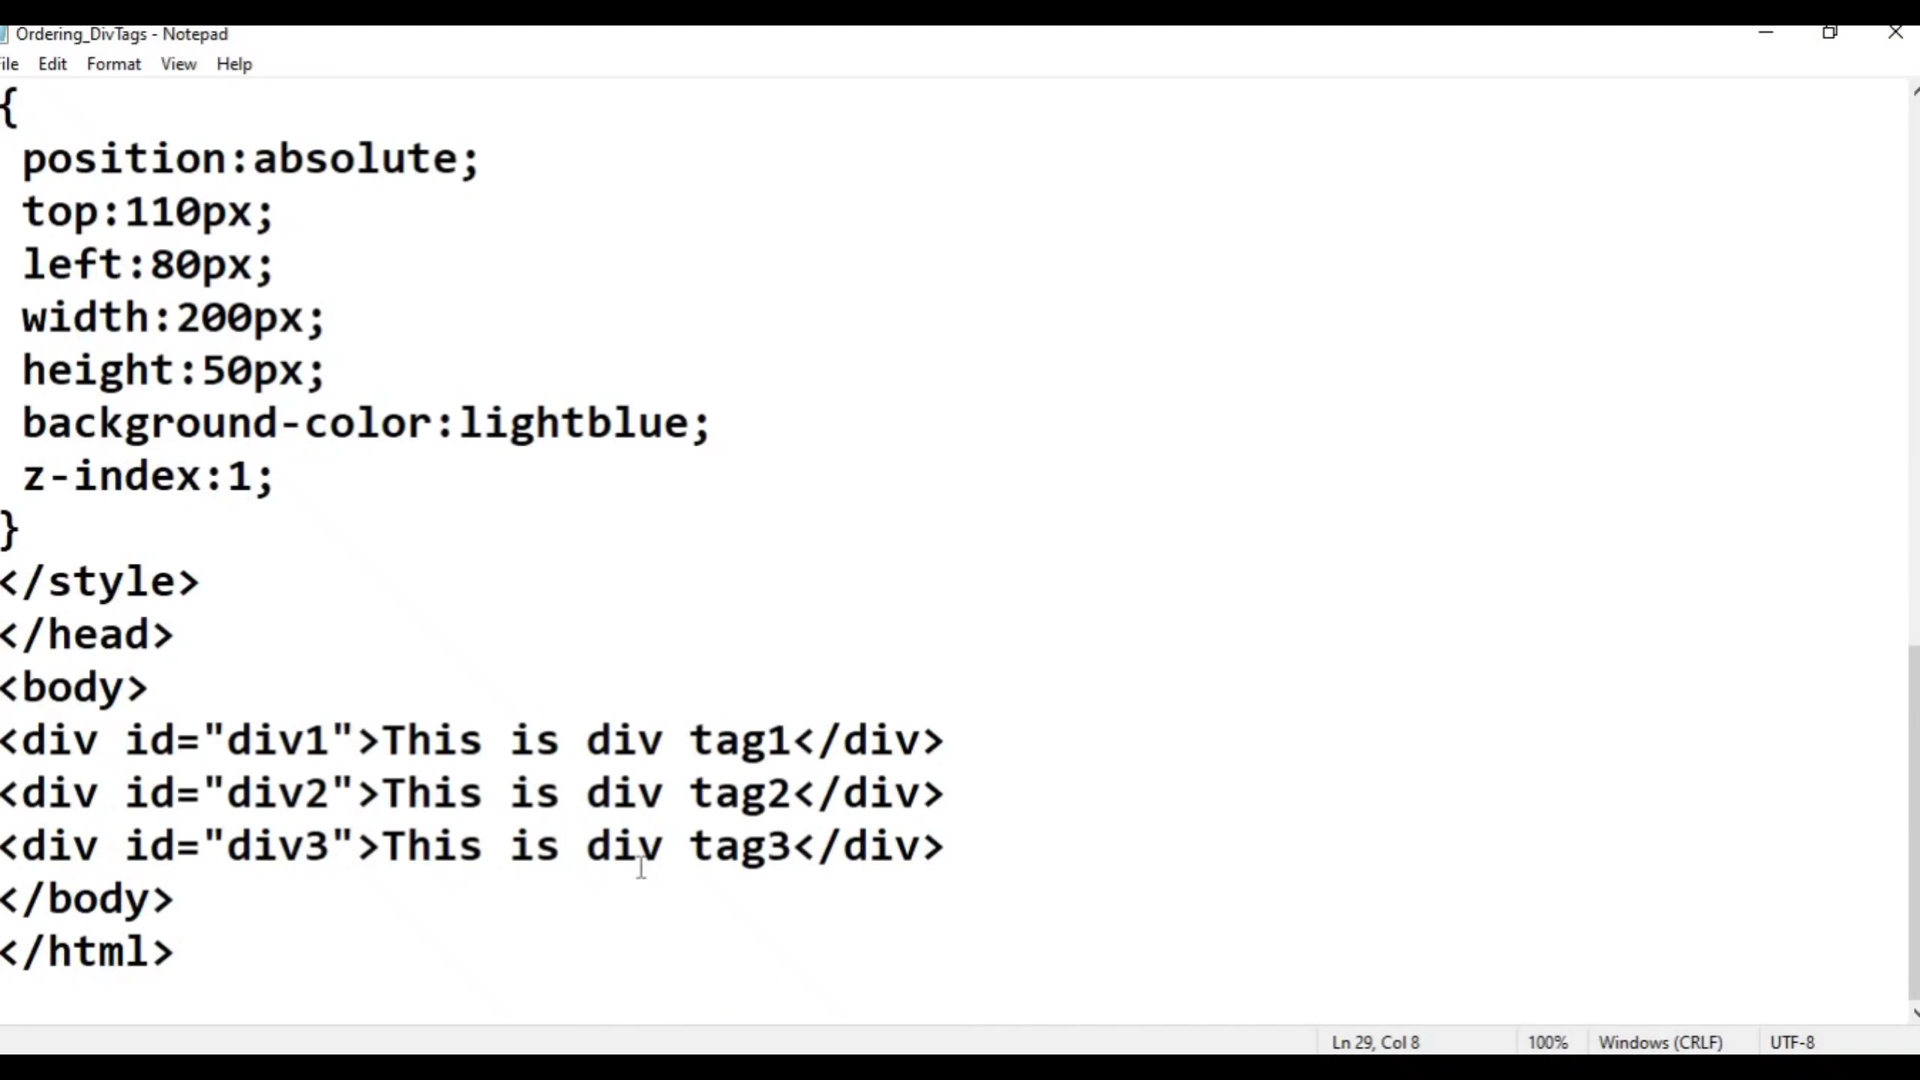 Ordering_DivTags - Notepad
File Edit Format View Help
{
position:absolute;
top:110px;
left:80px;
width:200px;
height:50px;
background-color:lightblue;
z-index:1;
}
</style>
</head>
<body>
<div id="div1">This is div tag1</div>
<div id="div2">This is div tag2</div>
<div id="div3">This is div tag3</div>
</body>
</html>
Ln 29, Col 8 100% Windows (CRLF) UTF-8